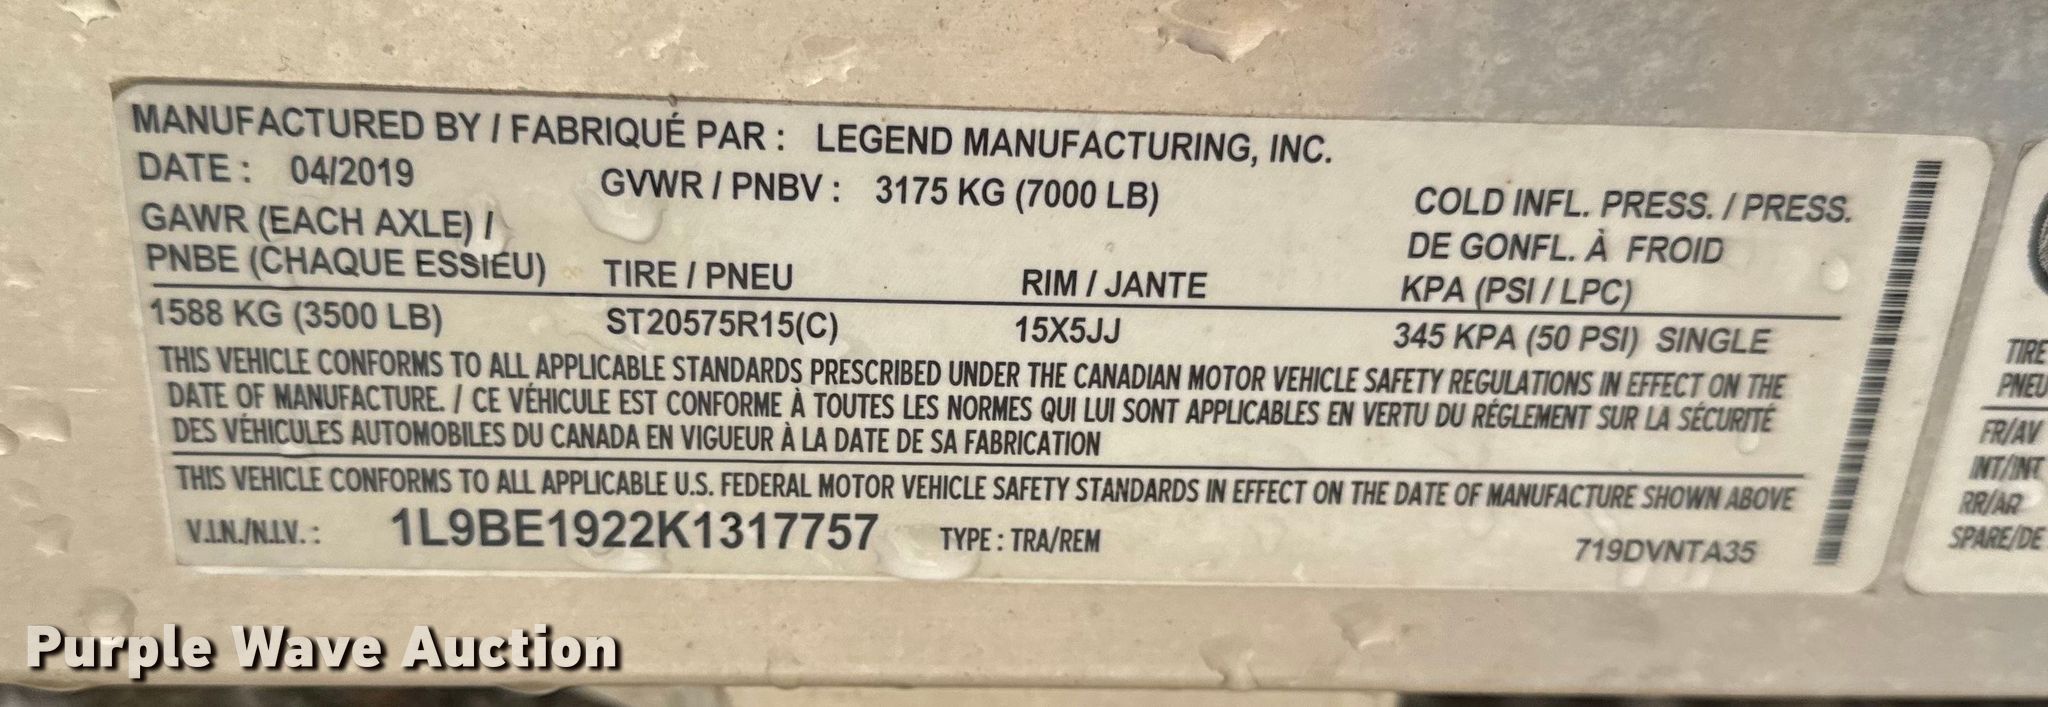 MANUFACTURED BY / FABRIQUÉ PAR : LEGEND MANUFACTURING, INC.
DATE : 04/2019 GVWR / PNBV : 3175 KG (7000 LB)
GAWR (EACH AXLE) /
PNBE (CHAQUE ESSIEU) TIRE / PNEU RIM / JANTE
COLD INFL. PRESS. / PRESS.
DE GONFL. À FROID
KPA (PSI / LPC)
1588 KG (3500 LB) ST20575R15(C) 15X5JJ 345 KPA (50 PSI) SINGLE
THIS VEHICLE CONFORMS TO ALL APPLICABLE STANDARDS PRESCRIBED UNDER THE CANADIAN MOTOR VEHICLE SAFETY REGULATIONS IN EFFECT ON THE
DATE OF MANUFACTURE. / CE VÉHICULE EST CONFORME À TOUTES LES NORMES QUI LUI SONT APPLICABLES EN VERTU DU RÉGLEMENT SUR LA SÉCURITÉ
DES VÉHICULES AUTOMOBILES DU CANADA EN VIGUEUR À LA DATE DE SA FABRICATION
THIS VEHICLE CONFORMS TO ALL APPLICABLE U.S. FEDERAL MOTOR VEHICLE SAFETY STANDARDS IN EFFECT ON THE DATE OF MANUFACTURE SHOWN ABOVE
V.I.N./N.I.V. : 1L9BE1922K1317757 TYPE : TRA/REM 719DVNTA35
TIRE
PNEU
FR/AV
INT/INT
RR/AR
SPARE/DE
Purple Wave Auction